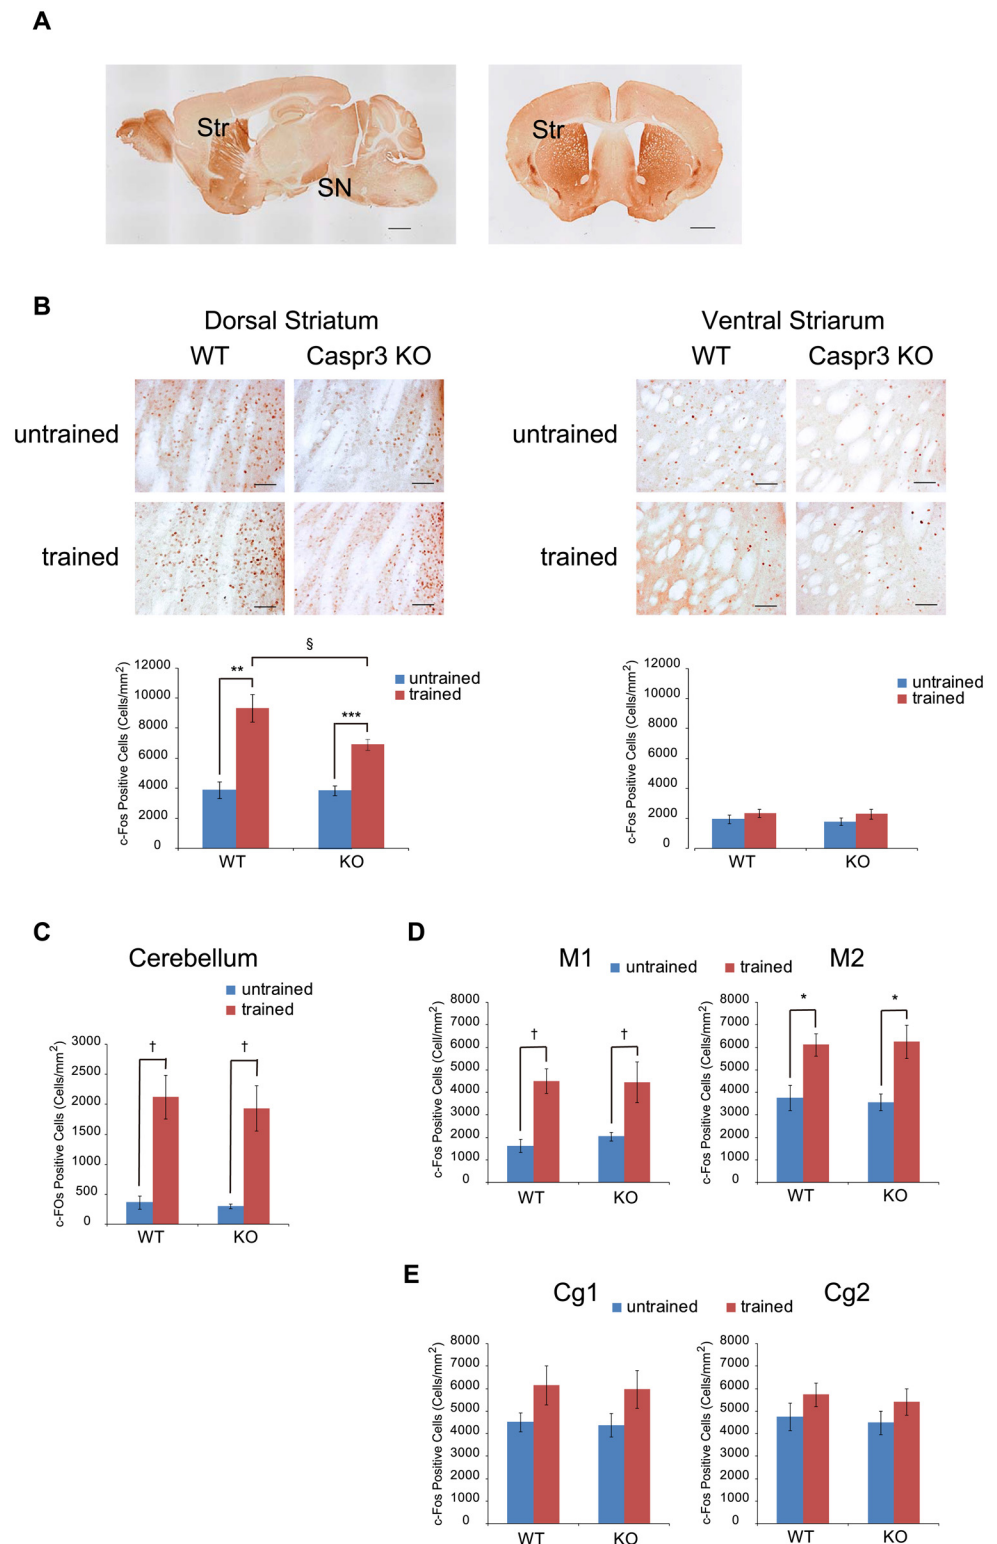 A
Str
SN
Str
B
Dorsal Striatum
WT
Caspr3 KO
untrained
trained
§
**
***
c-Fos Positive Cells (Cells/mm²)
12000
10000
8000
6000
4000
2000
0
WT
KO
untrained
trained
Ventral Striarum
WT
Caspr3 KO
untrained
trained
c-Fos Positive Cells (Cells/mm²)
12000
10000
8000
6000
4000
2000
0
WT
KO
untrained
trained
C
Cerebellum
untrained
trained
c-FOs Positive Cells (Cells/mm²)
3000
2500
2000
1500
1000
500
0
†
†
WT
KO
D
M1
untrained
trained
M2
c-Fos Positive Cells (Cell/mm²)
8000
7000
6000
5000
4000
3000
2000
1000
0
†
†
WT
KO
c-Fos Positive Cells (Cells/mm²)
8000
7000
6000
5000
4000
3000
2000
1000
0
*
*
WT
KO
E
Cg1
untrained
trained
Cg2
c-Fos Positive Cells (Cells/mm²)
8000
7000
6000
5000
4000
3000
2000
1000
0
WT
KO
c-Fos Positive Cells (Cells/mm²)
8000
7000
6000
5000
4000
3000
2000
1000
0
WT
KO